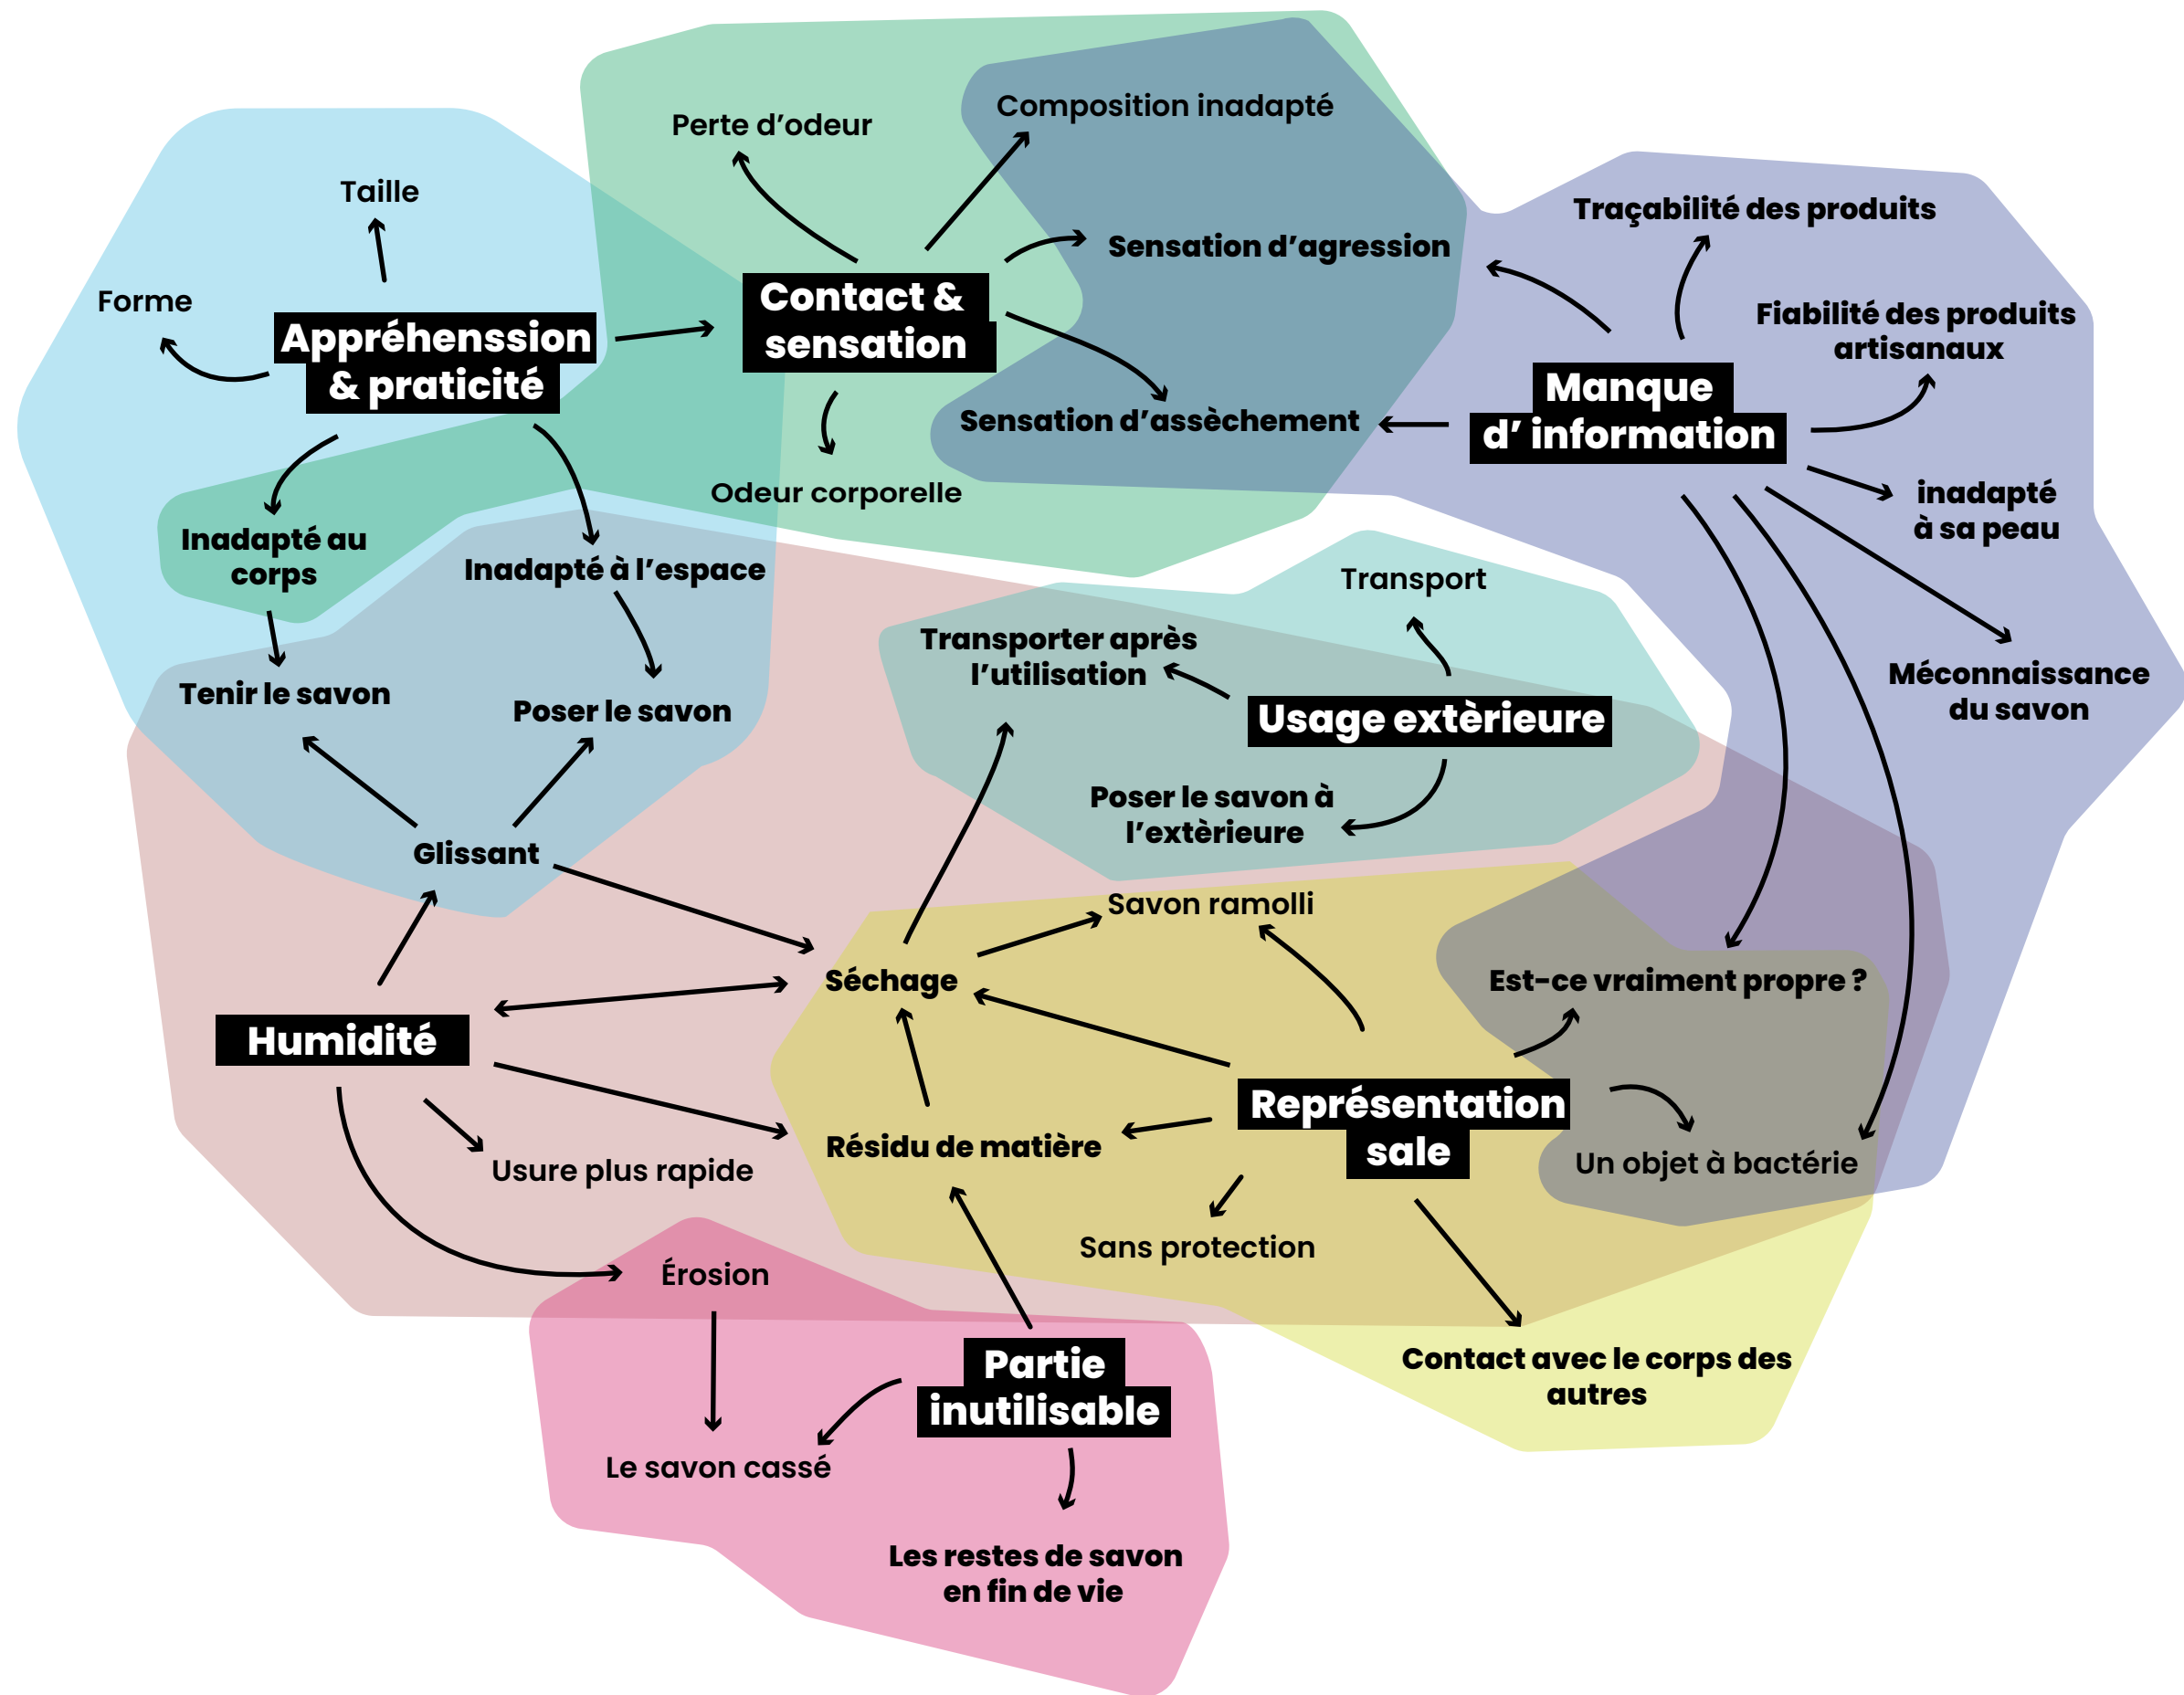 Composition inadapté
Perte d’odeur
Taille
Traçabilité des produits
Sensation d’agression
Forme
Contact &
sensation
Fiabilité des produits
artisanaux
Appréhenssion
& praticité
Manque
d’ information
Sensation d’assèchement
Odeur corporelle
inadapté
à sa peau
Inadapté au
corps
Inadapté à l’espace
Transport
Transporter après
l’utilisation
Méconnaissance
du savon
Tenir le savon
Poser le savon
Usage extèrieure
Poser le savon à
l’extèrieure
Glissant
Savon ramolli
Séchage
Est-ce vraiment propre ?
Humidité
Représentation
sale
Résidu de matière
Usure plus rapide
Un objet à bactérie
Sans protection
Érosion
Partie
inutilisable
Contact avec le corps des
autres
Le savon cassé
Les restes de savon
en fin de vie